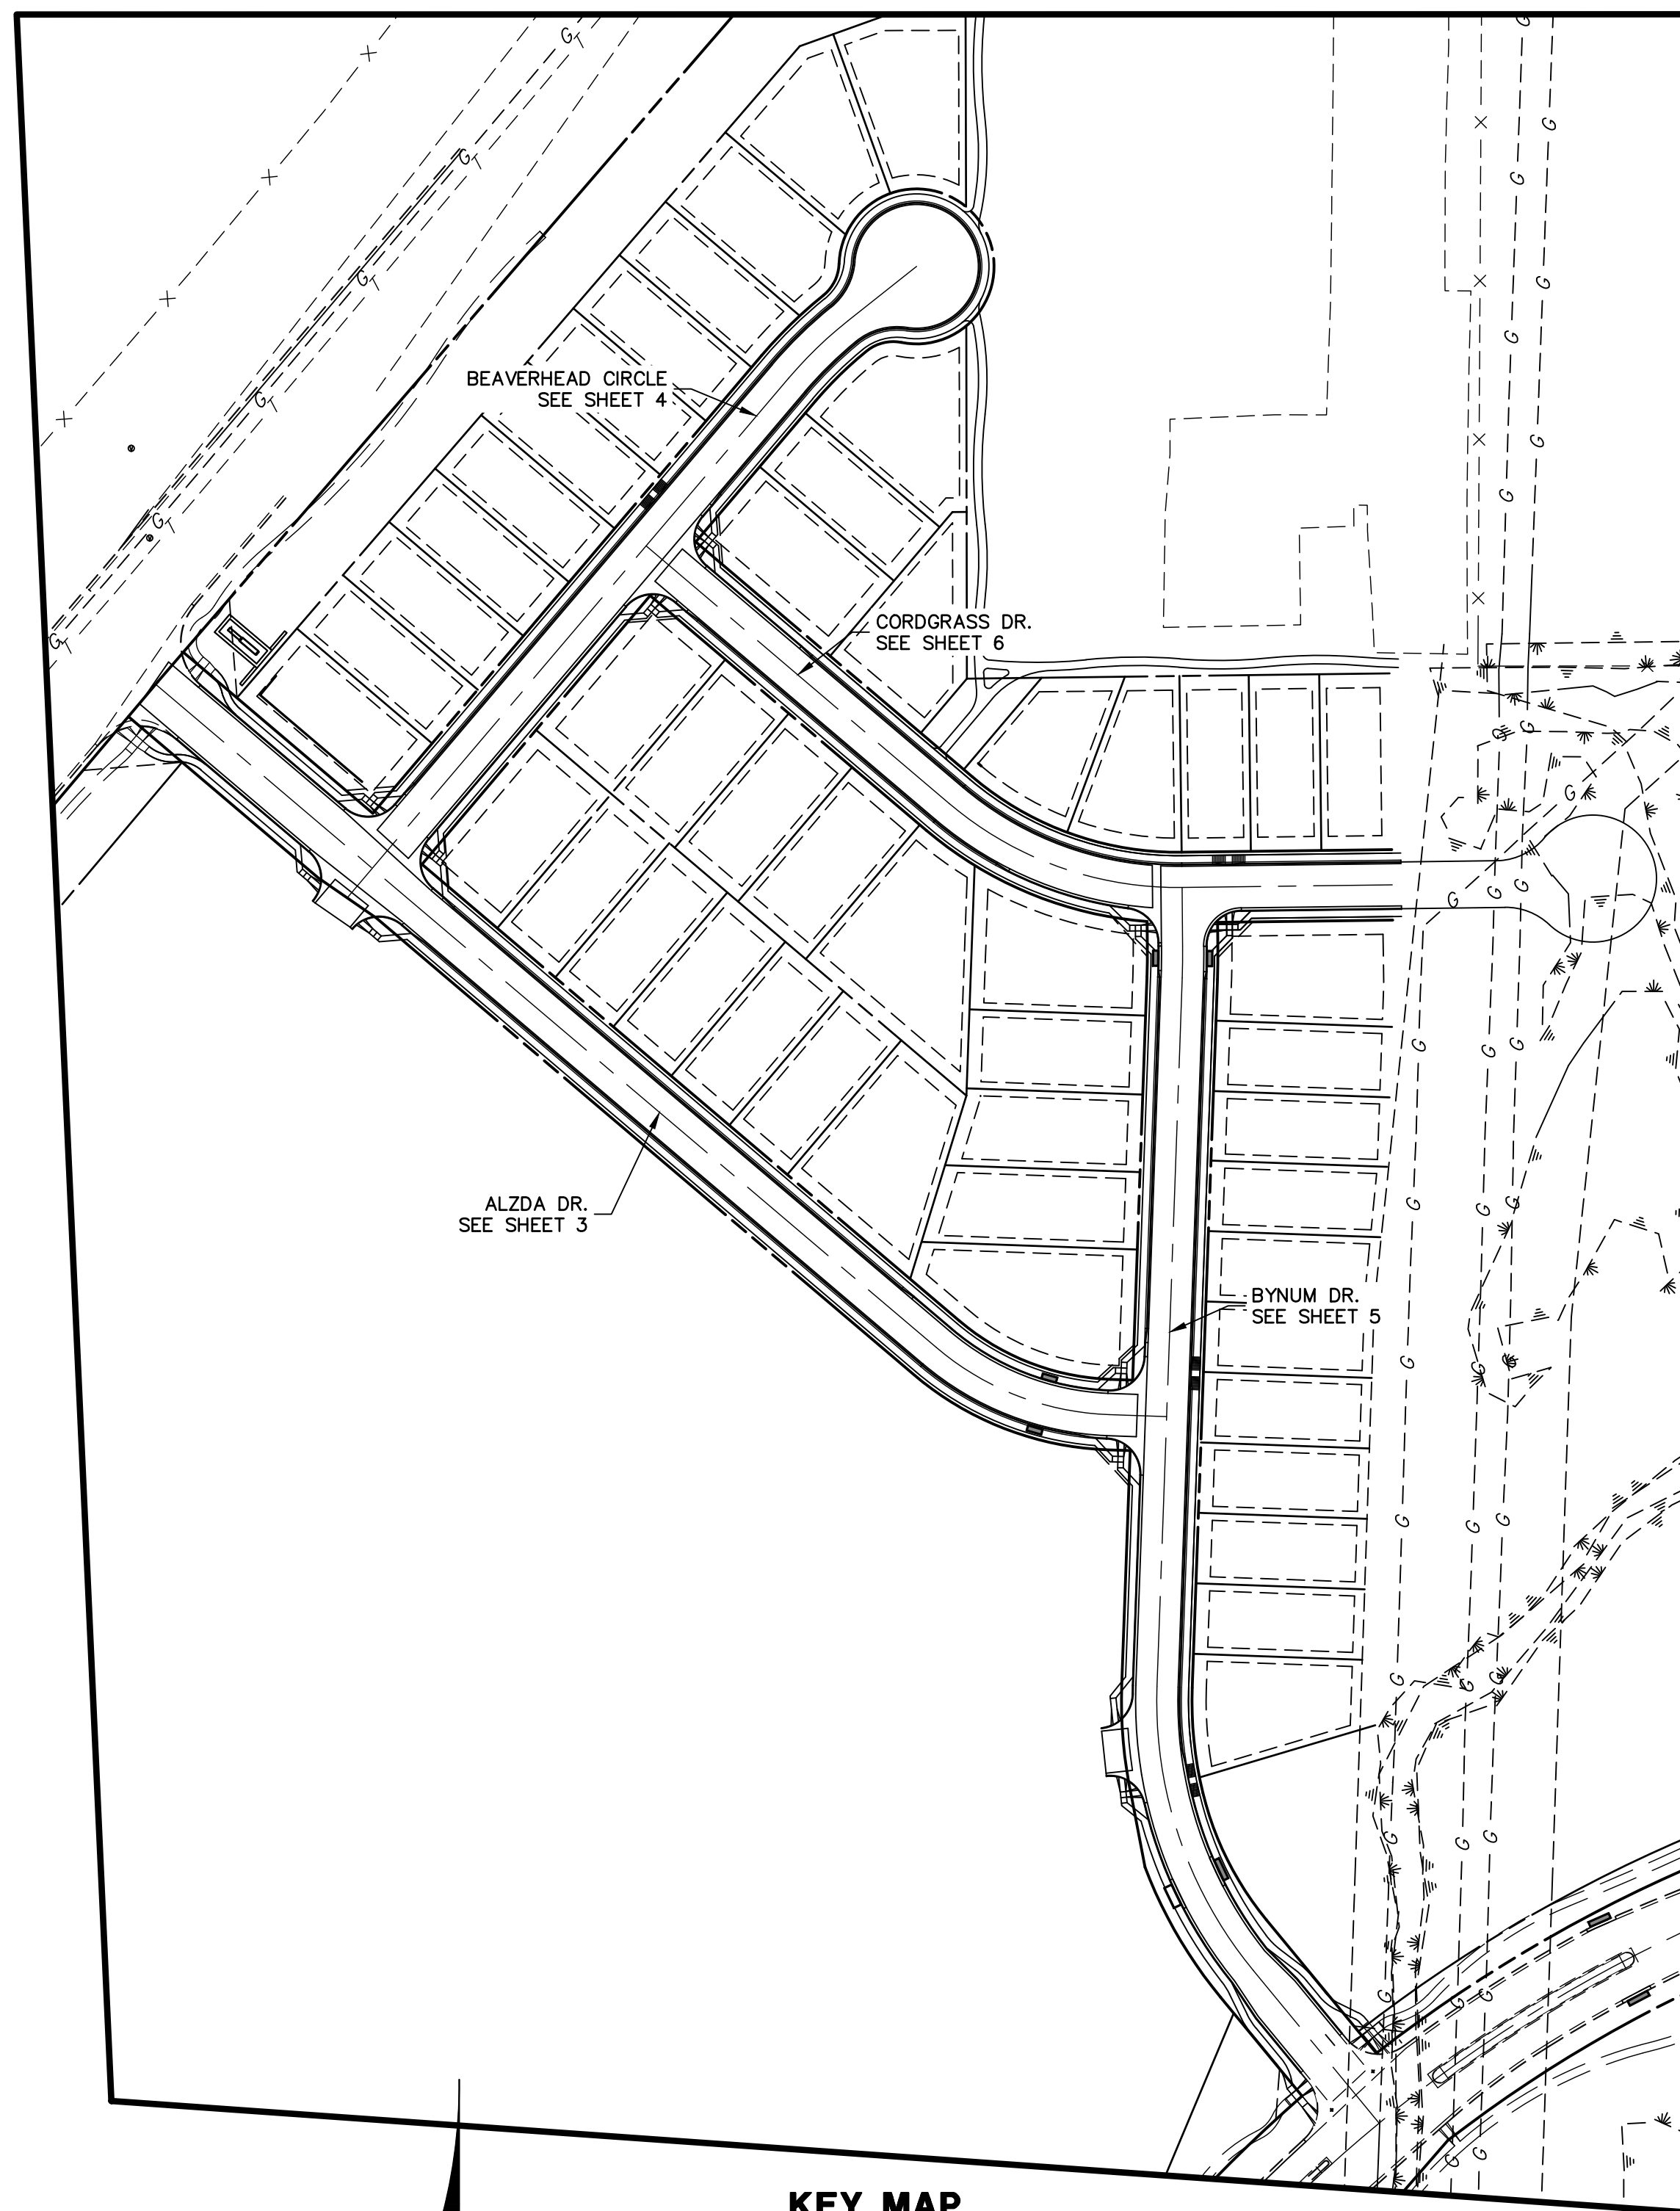 BEAVERHEAD CIRCLE
SEE SHEET 4
CORDGRASS DR.
SEE SHEET 6
ALZDA DR.
SEE SHEET 3
BYNUM DR.
SEE SHEET 5
KEY MAP